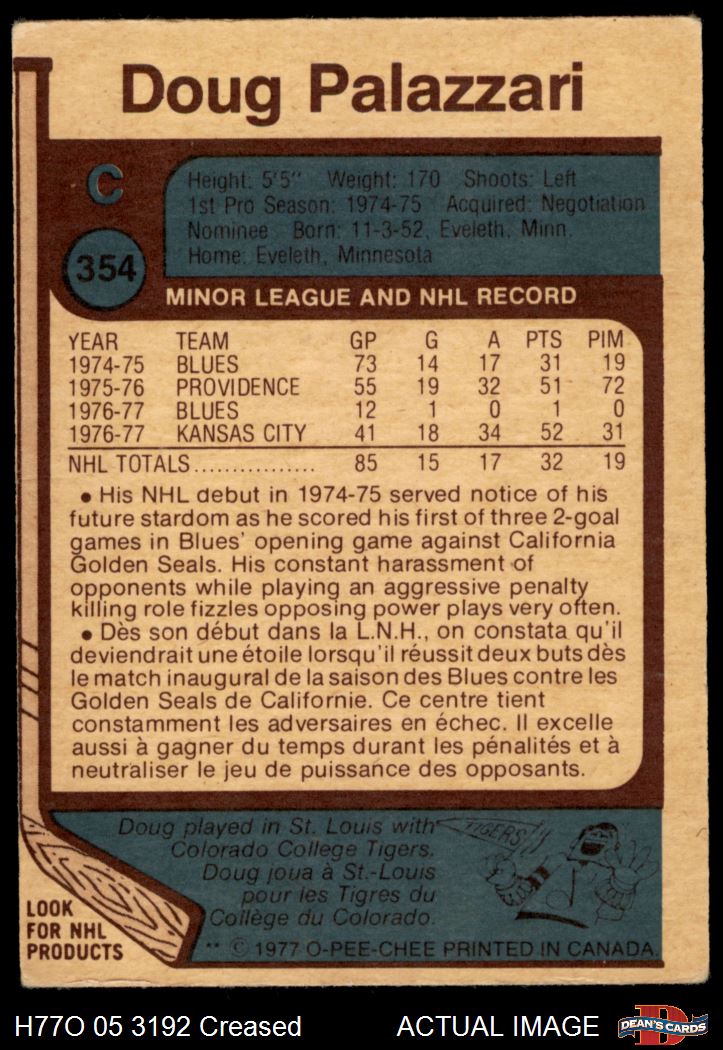 Doug Palazzari
C
Height: 5'5" Weight: 170 Shoots: Left
1st Pro Season: 1974-75 Acquired: Negotiation
Nominee Born: 11-3-52, Eveleth, Minn.
Home: Eveleth, Minnesota
354
MINOR LEAGUE AND NHL RECORD
YEAR TEAM GP G A PTS PIM
1974-75 BLUES 73 14 17 31 19
1975-76 PROVIDENCE 55 19 32 51 72
1976-77 BLUES 12 1 0 1 0
1976-77 KANSAS CITY 41 18 34 52 31
NHL TOTALS................ 85 15 17 32 19
• His NHL debut in 1974-75 served notice of his
future stardom as he scored his first of three 2-goal
games in Blues' opening game against California
Golden Seals. His constant harassment of
opponents while playing an aggressive penalty
killing role fizzles opposing power plays very often.
• Dès son début dans la L.N.H., on constata qu'il
deviendrait une étoile lorsqu'il réussit deux buts dès
le match inaugural de la saison des Blues contre les
Golden Seals de Californie. Ce centre tient
constamment les adversaires en échec. Il excelle
aussi à gagner du temps durant les pénalités et à
neutraliser le jeu de puissance des opposants.
Doug played in St. Louis with
Colorado College Tigers.
Doug joua à St.-Louis
pour les Tigres du
Collège du Colorado.
TIGERS
LOOK
FOR NHL
PRODUCTS
** © 1977 O-PEE-CHEE PRINTED IN CANADA.
H77O 05 3192 Creased ACTUAL IMAGE
D
DEAN'S CARDS